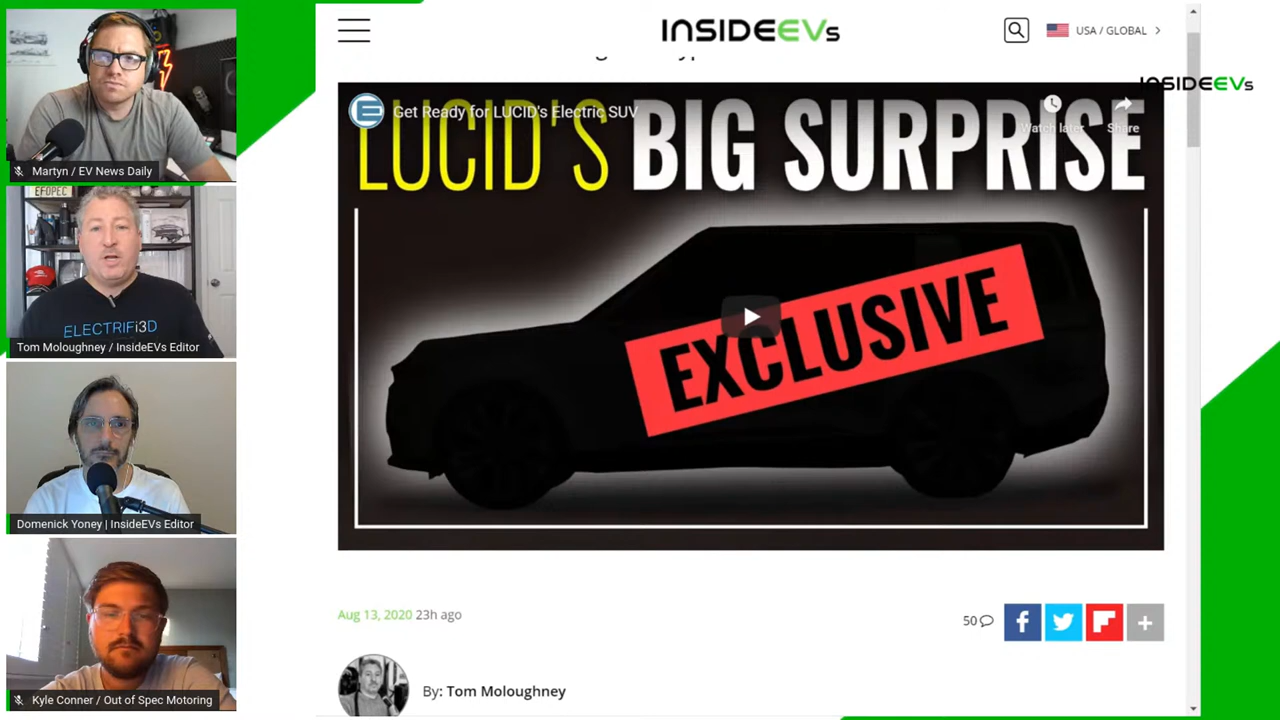 INSIDEEVs
USA / GLOBAL
INSIDEEVs
Get Ready for LUCID's Electric SUV
Watch later
Share
LUCID'S BIG SURPRISE
EXCLUSIVE
Aug 13, 2020 23h ago
50
By: Tom Moloughney
Martyn / EV News Daily
EFOPEC
ELECTRIFi3D
Tom Moloughney / InsideEVs Editor
Domenick Yoney | InsideEVs Editor
Kyle Conner / Out of Spec Motoring